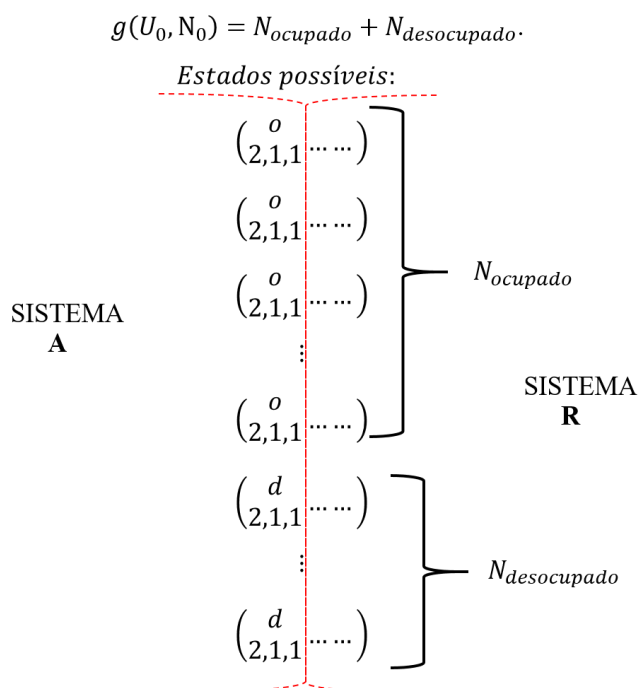 g(U₀, N₀) = N_ocupado + N_desocupado.
Estados possíveis:
( o
2,1,1 ... ... )
( o
2,1,1 ... ... )
( o
2,1,1 ... ... )
N_ocupado
SISTEMA
A
⋮
SISTEMA
R
( o
2,1,1 ... ... )
( d
2,1,1 ... ... )
⋮
N_desocupado
( d
2,1,1 ... ... )